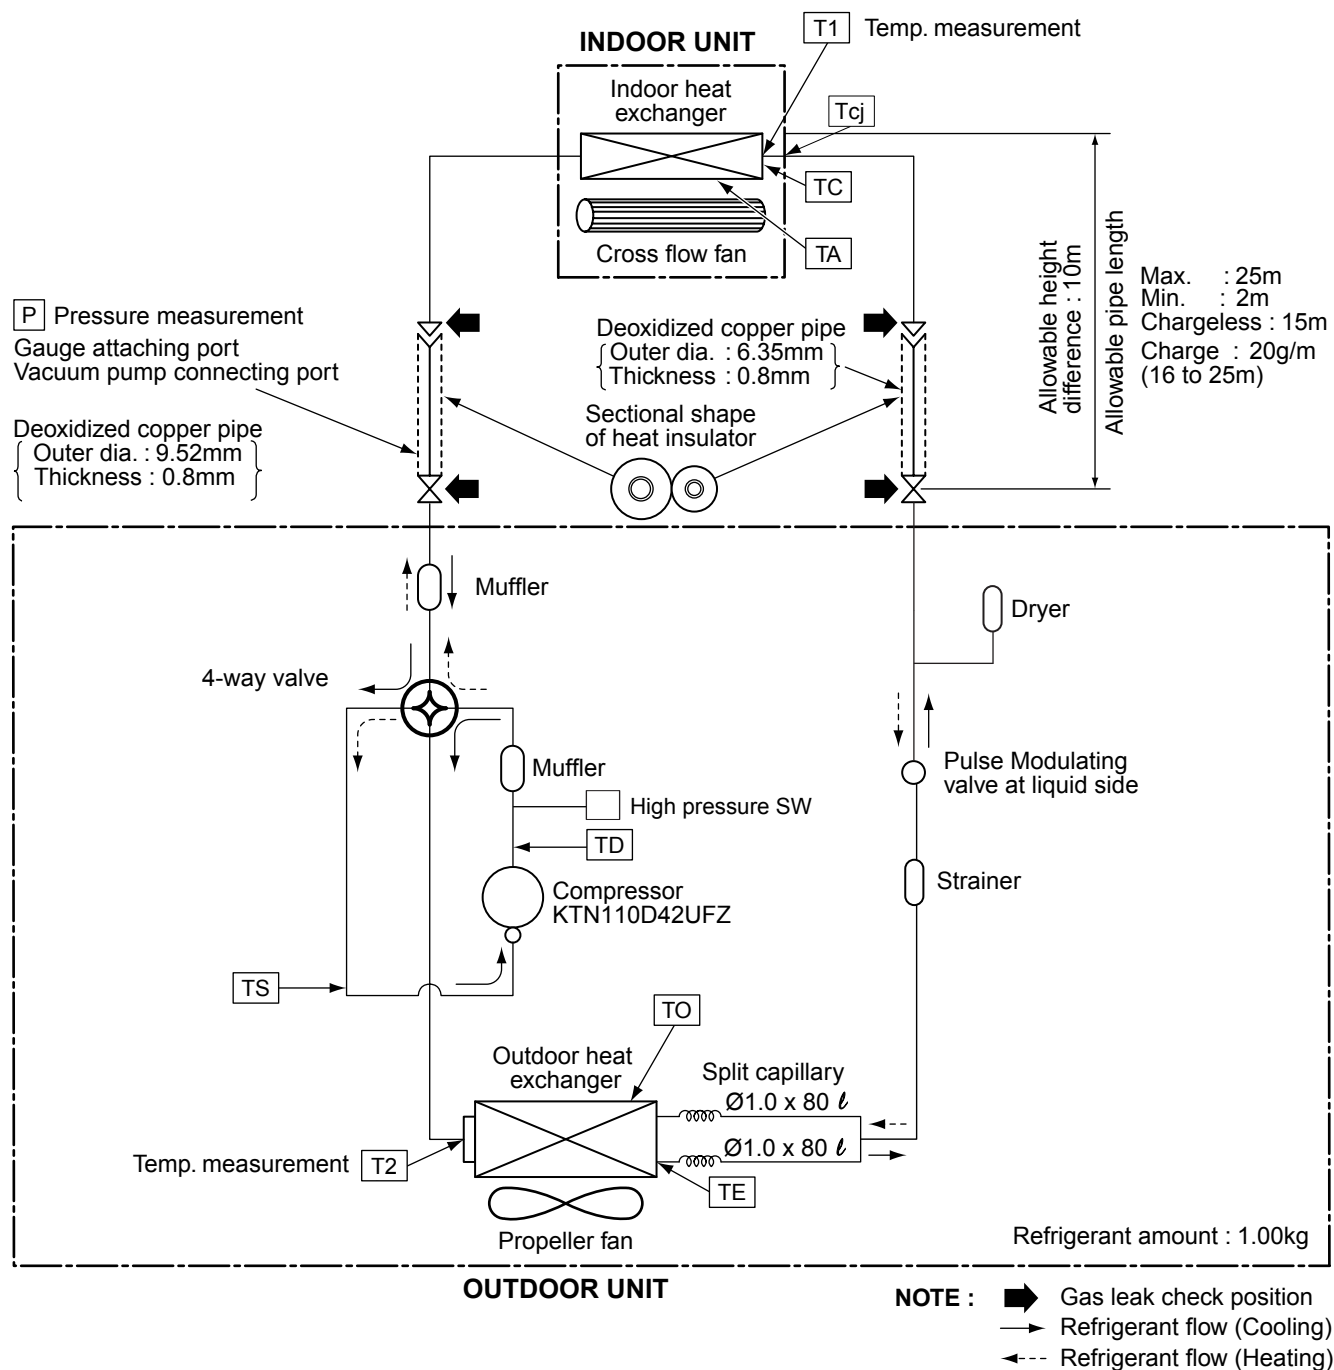 T1 Temp. measurement
INDOOR UNIT
Indoor heat
exchanger
Tcj
TC
TA
Cross flow fan
Allowable height
difference : 10m
Allowable pipe length
Max. : 25m
Min. : 2m
Chargeless : 15m
Charge : 20g/m
(16 to 25m)
P Pressure measurement
Gauge attaching port
Vacuum pump connecting port
Deoxidized copper pipe
Outer dia. : 9.52mm
Thickness : 0.8mm
Deoxidized copper pipe
Outer dia. : 6.35mm
Thickness : 0.8mm
Sectional shape
of heat insulator
Muffler
Dryer
4-way valve
Muffler
Pulse Modulating
valve at liquid side
High pressure SW
TD
Compressor
KTN110D42UFZ
Strainer
TS
TO
Outdoor heat
exchanger
Split capillary
Ø1.0 x 80 ℓ
Ø1.0 x 80 ℓ
Temp. measurement T2
TE
Propeller fan
Refrigerant amount : 1.00kg
OUTDOOR UNIT
NOTE : Gas leak check position
Refrigerant flow (Cooling)
Refrigerant flow (Heating)